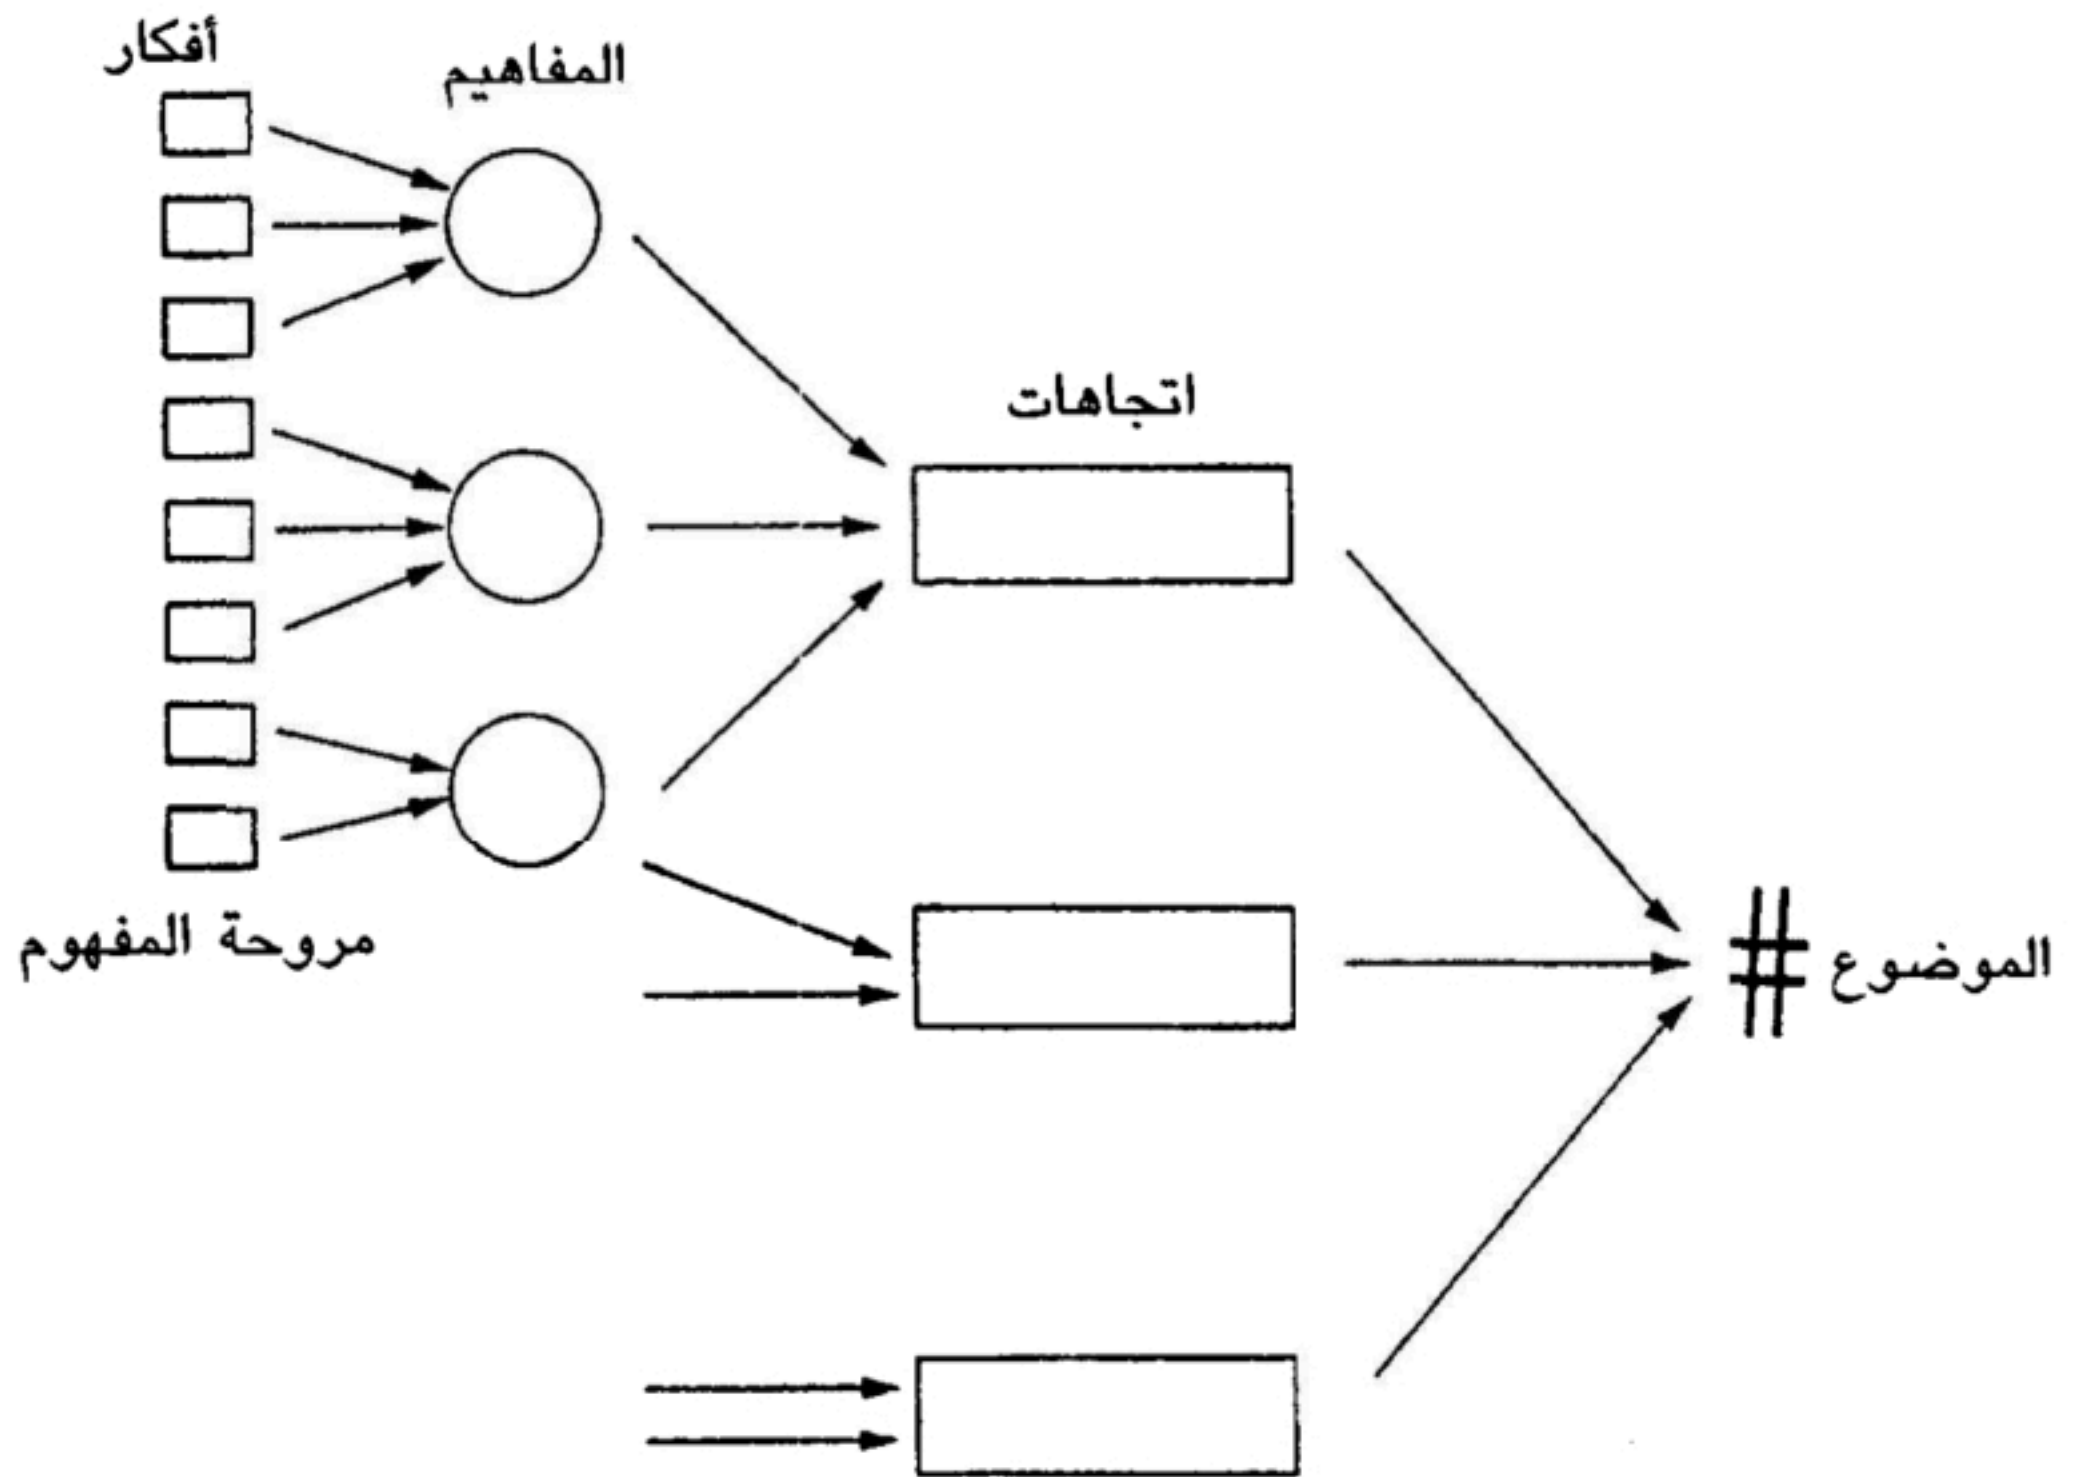 أفكار
المفاهيم
اتجاهات
مروحة المفهوم
# الموضوع